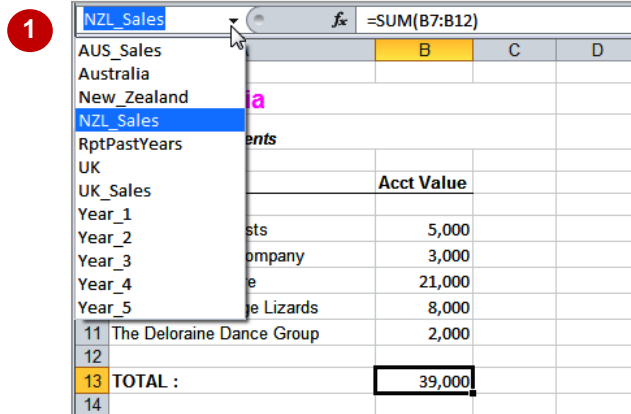 1
NZL_Sales fx =SUM(B7:B12)
AUS_Sales B C D
Australia
New_Zealand ia
NZL_Sales
RptPastYears ents
UK
UK_Sales Acct Value
Year_1
Year_2 sts 5,000
Year_3 ompany 3,000
Year_4 e 21,000
Year_5 ge Lizards 8,000
11 The Deloraine Dance Group 2,000
12
13 TOTAL : 39,000
14